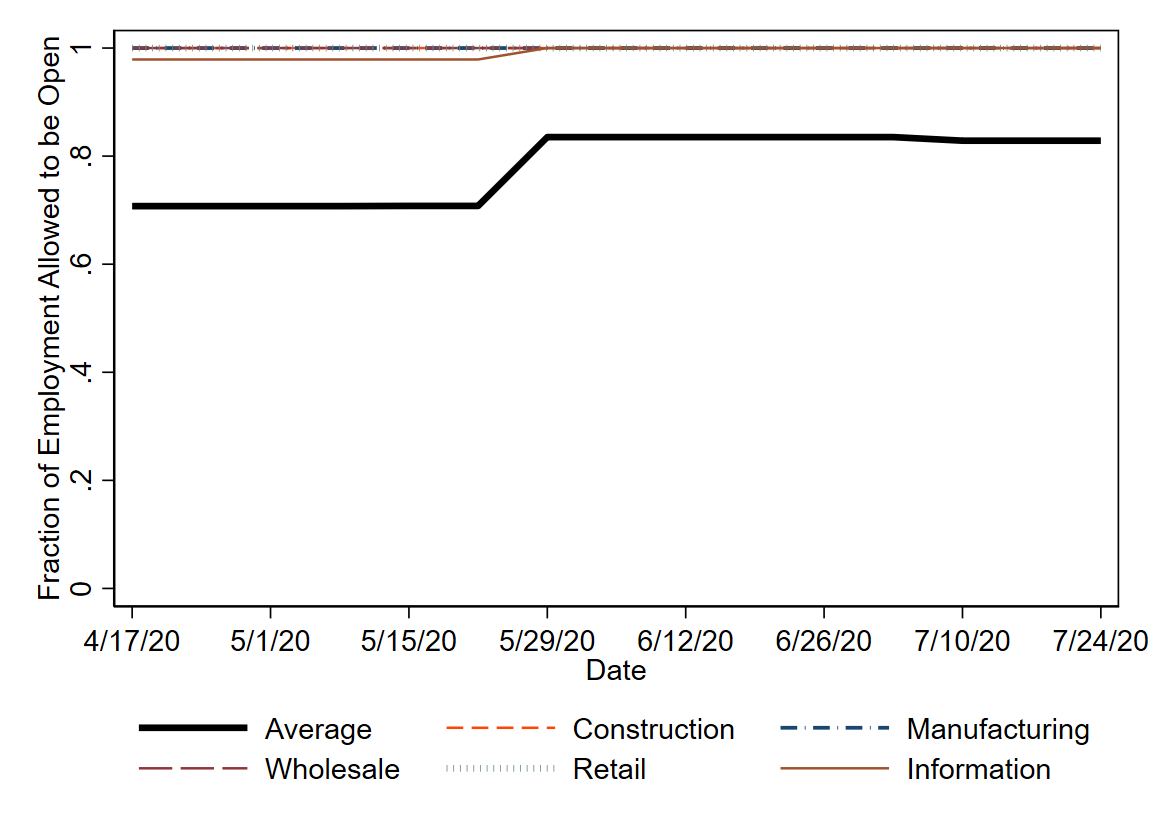 Fraction of Employment Allowed to be Open
1
.8
.6
.4
.2
0
4/17/20 5/1/20 5/15/20 5/29/20 6/12/20 6/26/20 7/10/20 7/24/20
Date
Average Construction Manufacturing
Wholesale Retail Information